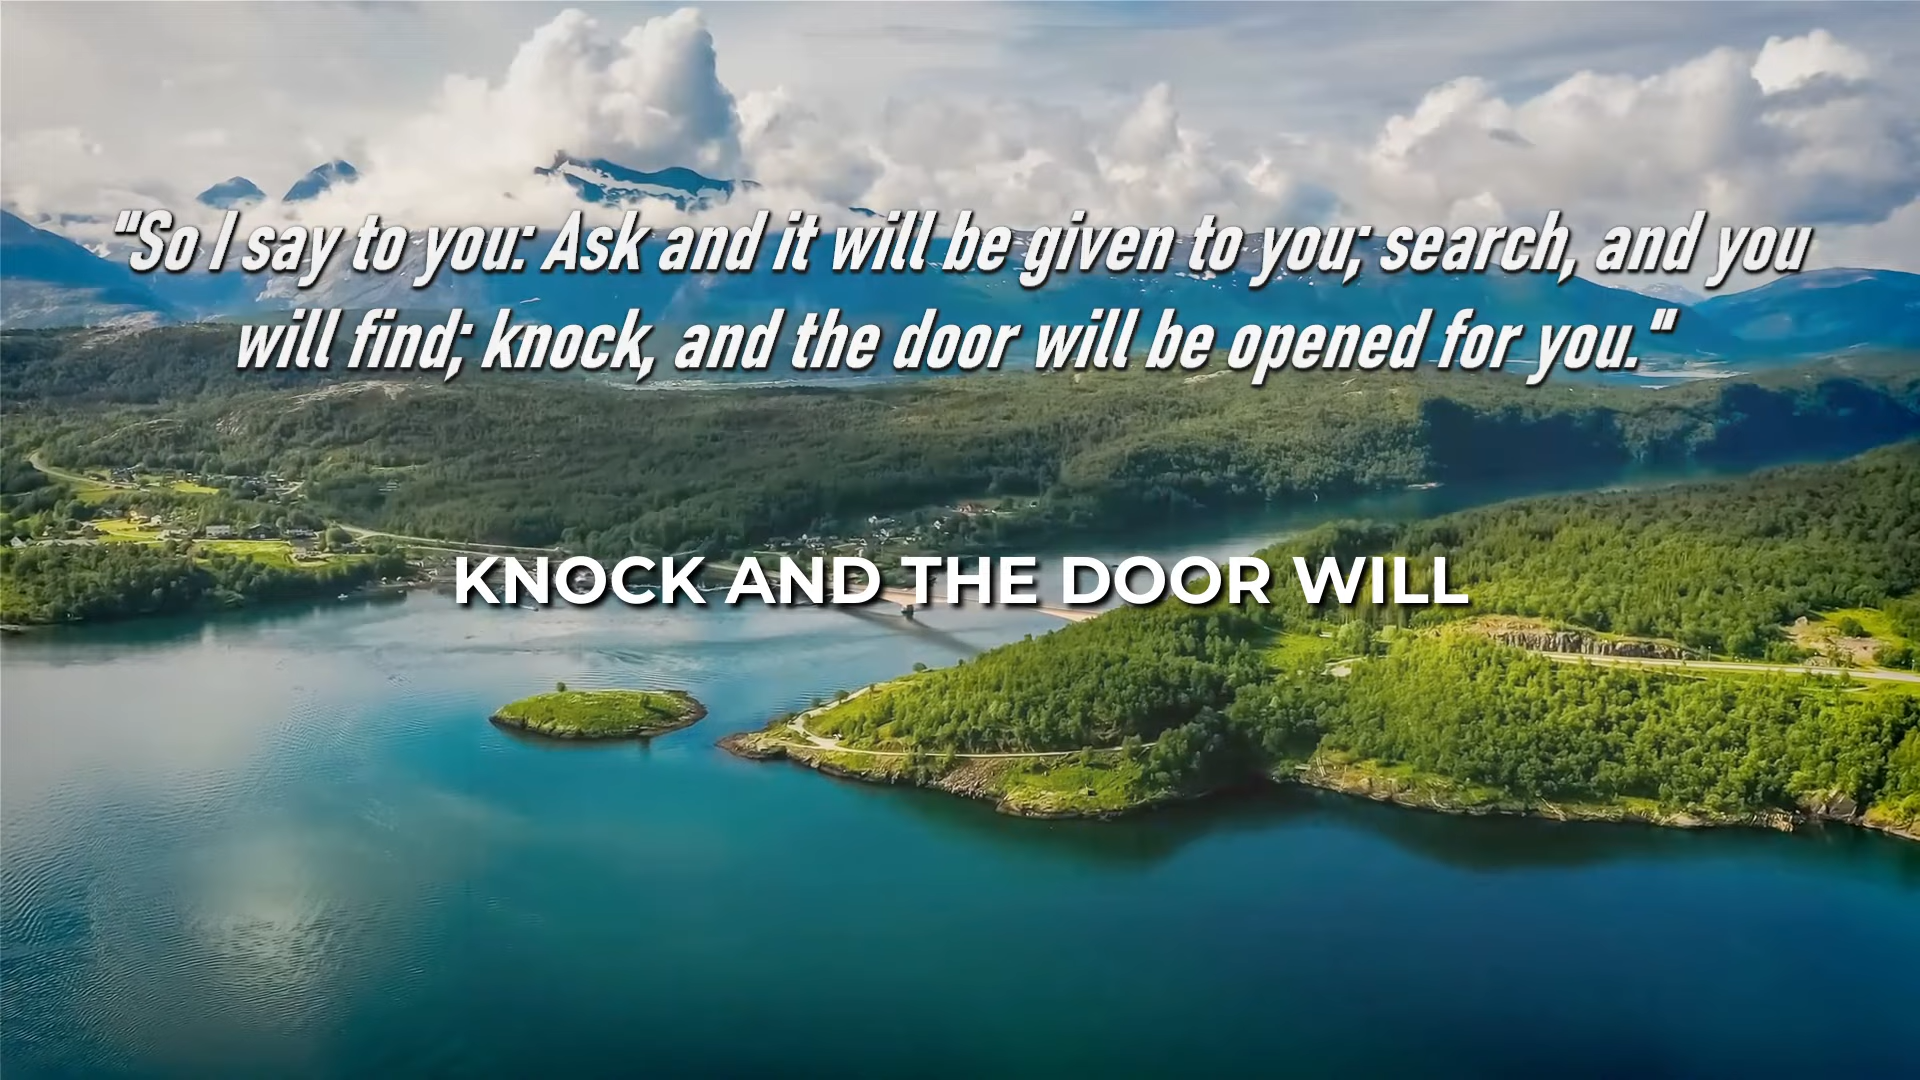 "So I say to you: Ask and it will be given to you; search, and you
will find; knock, and the door will be opened for you."
KNOCK AND THE DOOR WILL